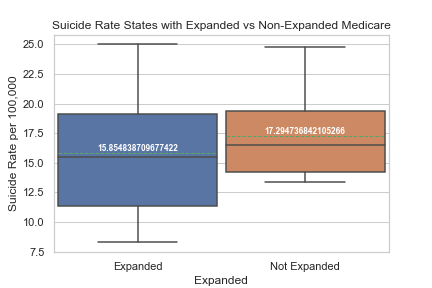 Suicide Rate States with Expanded vs Non-Expanded Medicare
25.0
22.5
20.0
17.5
15.0
12.5
10.0
7.5
Suicide Rate per 100,000
15.854838709677422
17.294736842105266
Expanded
Not Expanded
Expanded